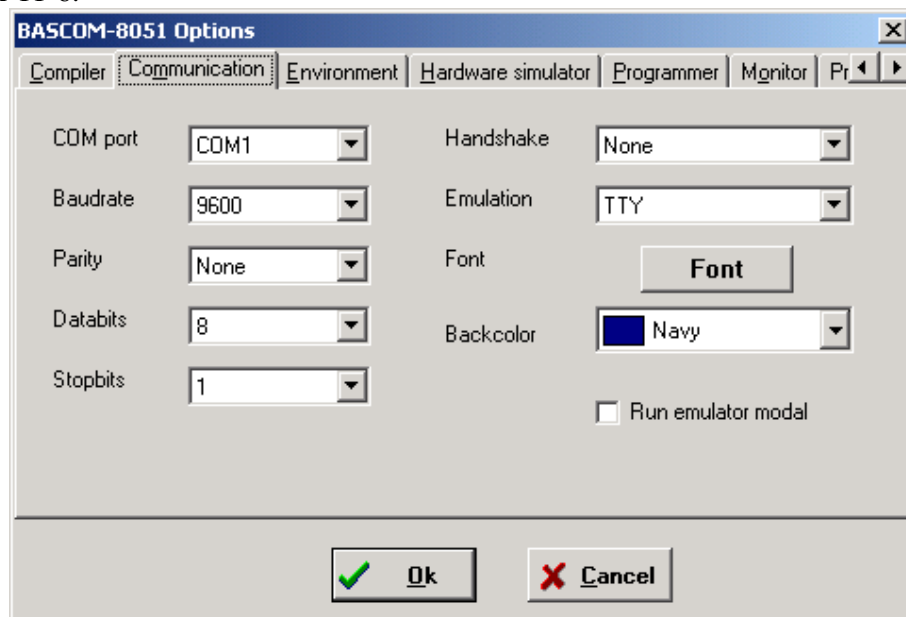 BASCOM-8051 Options
Compiler Communication Environment Hardware simulator Programmer Monitor Pr
COM port COM1 Handshake None
Baudrate 9600 Emulation TTY
Parity None Font Font
Databits 8 Backcolor Navy
Stopbits 1
Run emulator modal
Ok Cancel